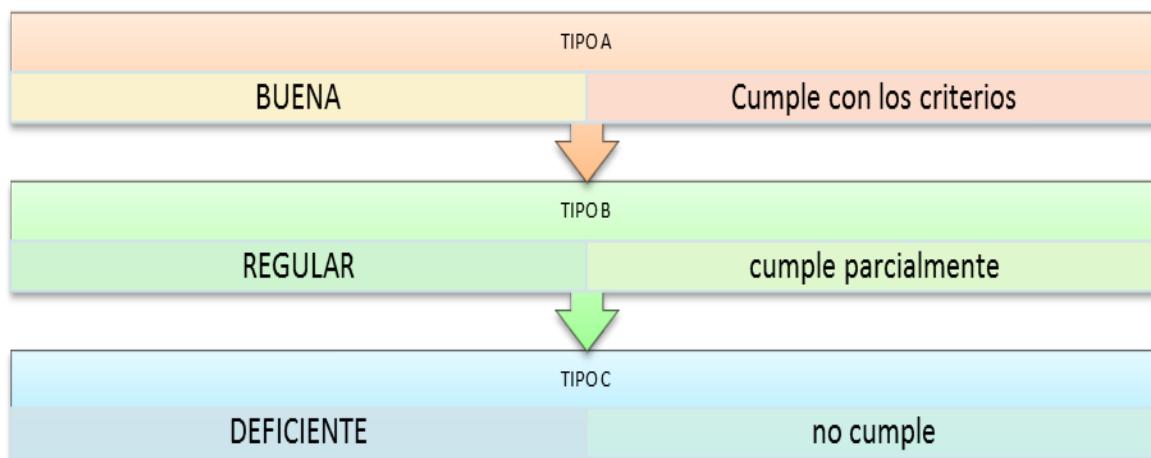 TIPO A
BUENA Cumple con los criterios
TIPO B
REGULAR cumple parcialmente
TIPO C
DEFICIENTE no cumple